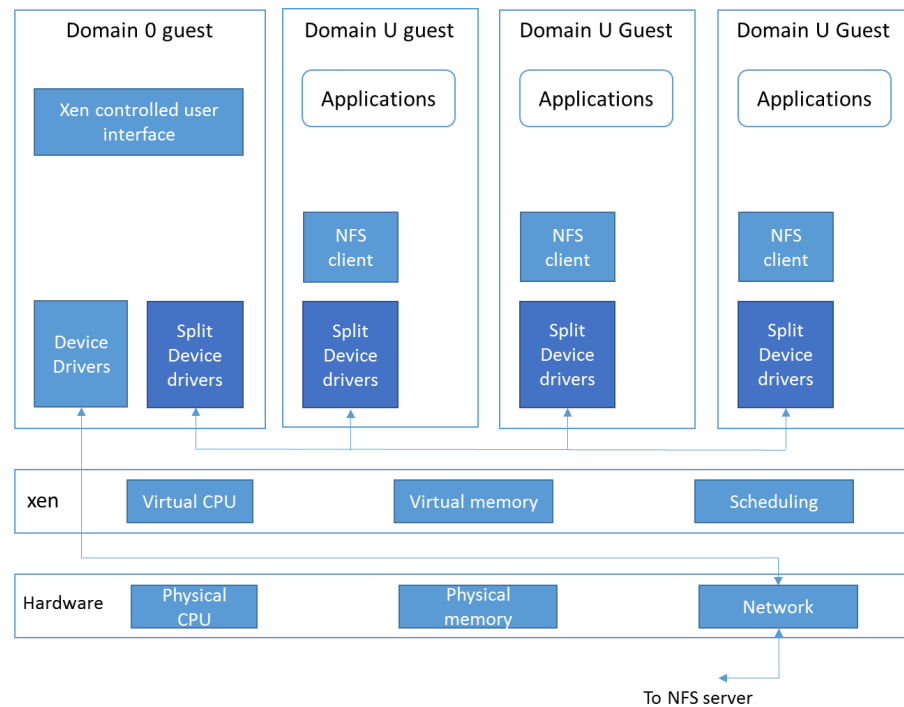 Domain 0 guest
Xen controlled user
interface
Device
Drivers
Split
Device
drivers
Domain U guest
Applications
NFS
client
Split
Device
drivers
Domain U Guest
Applications
NFS
client
Split
Device
drivers
Domain U Guest
Applications
NFS
client
Split
Device
drivers
xen
Virtual CPU
Virtual memory
Scheduling
Hardware
Physical
CPU
Physical
memory
Network
To NFS server